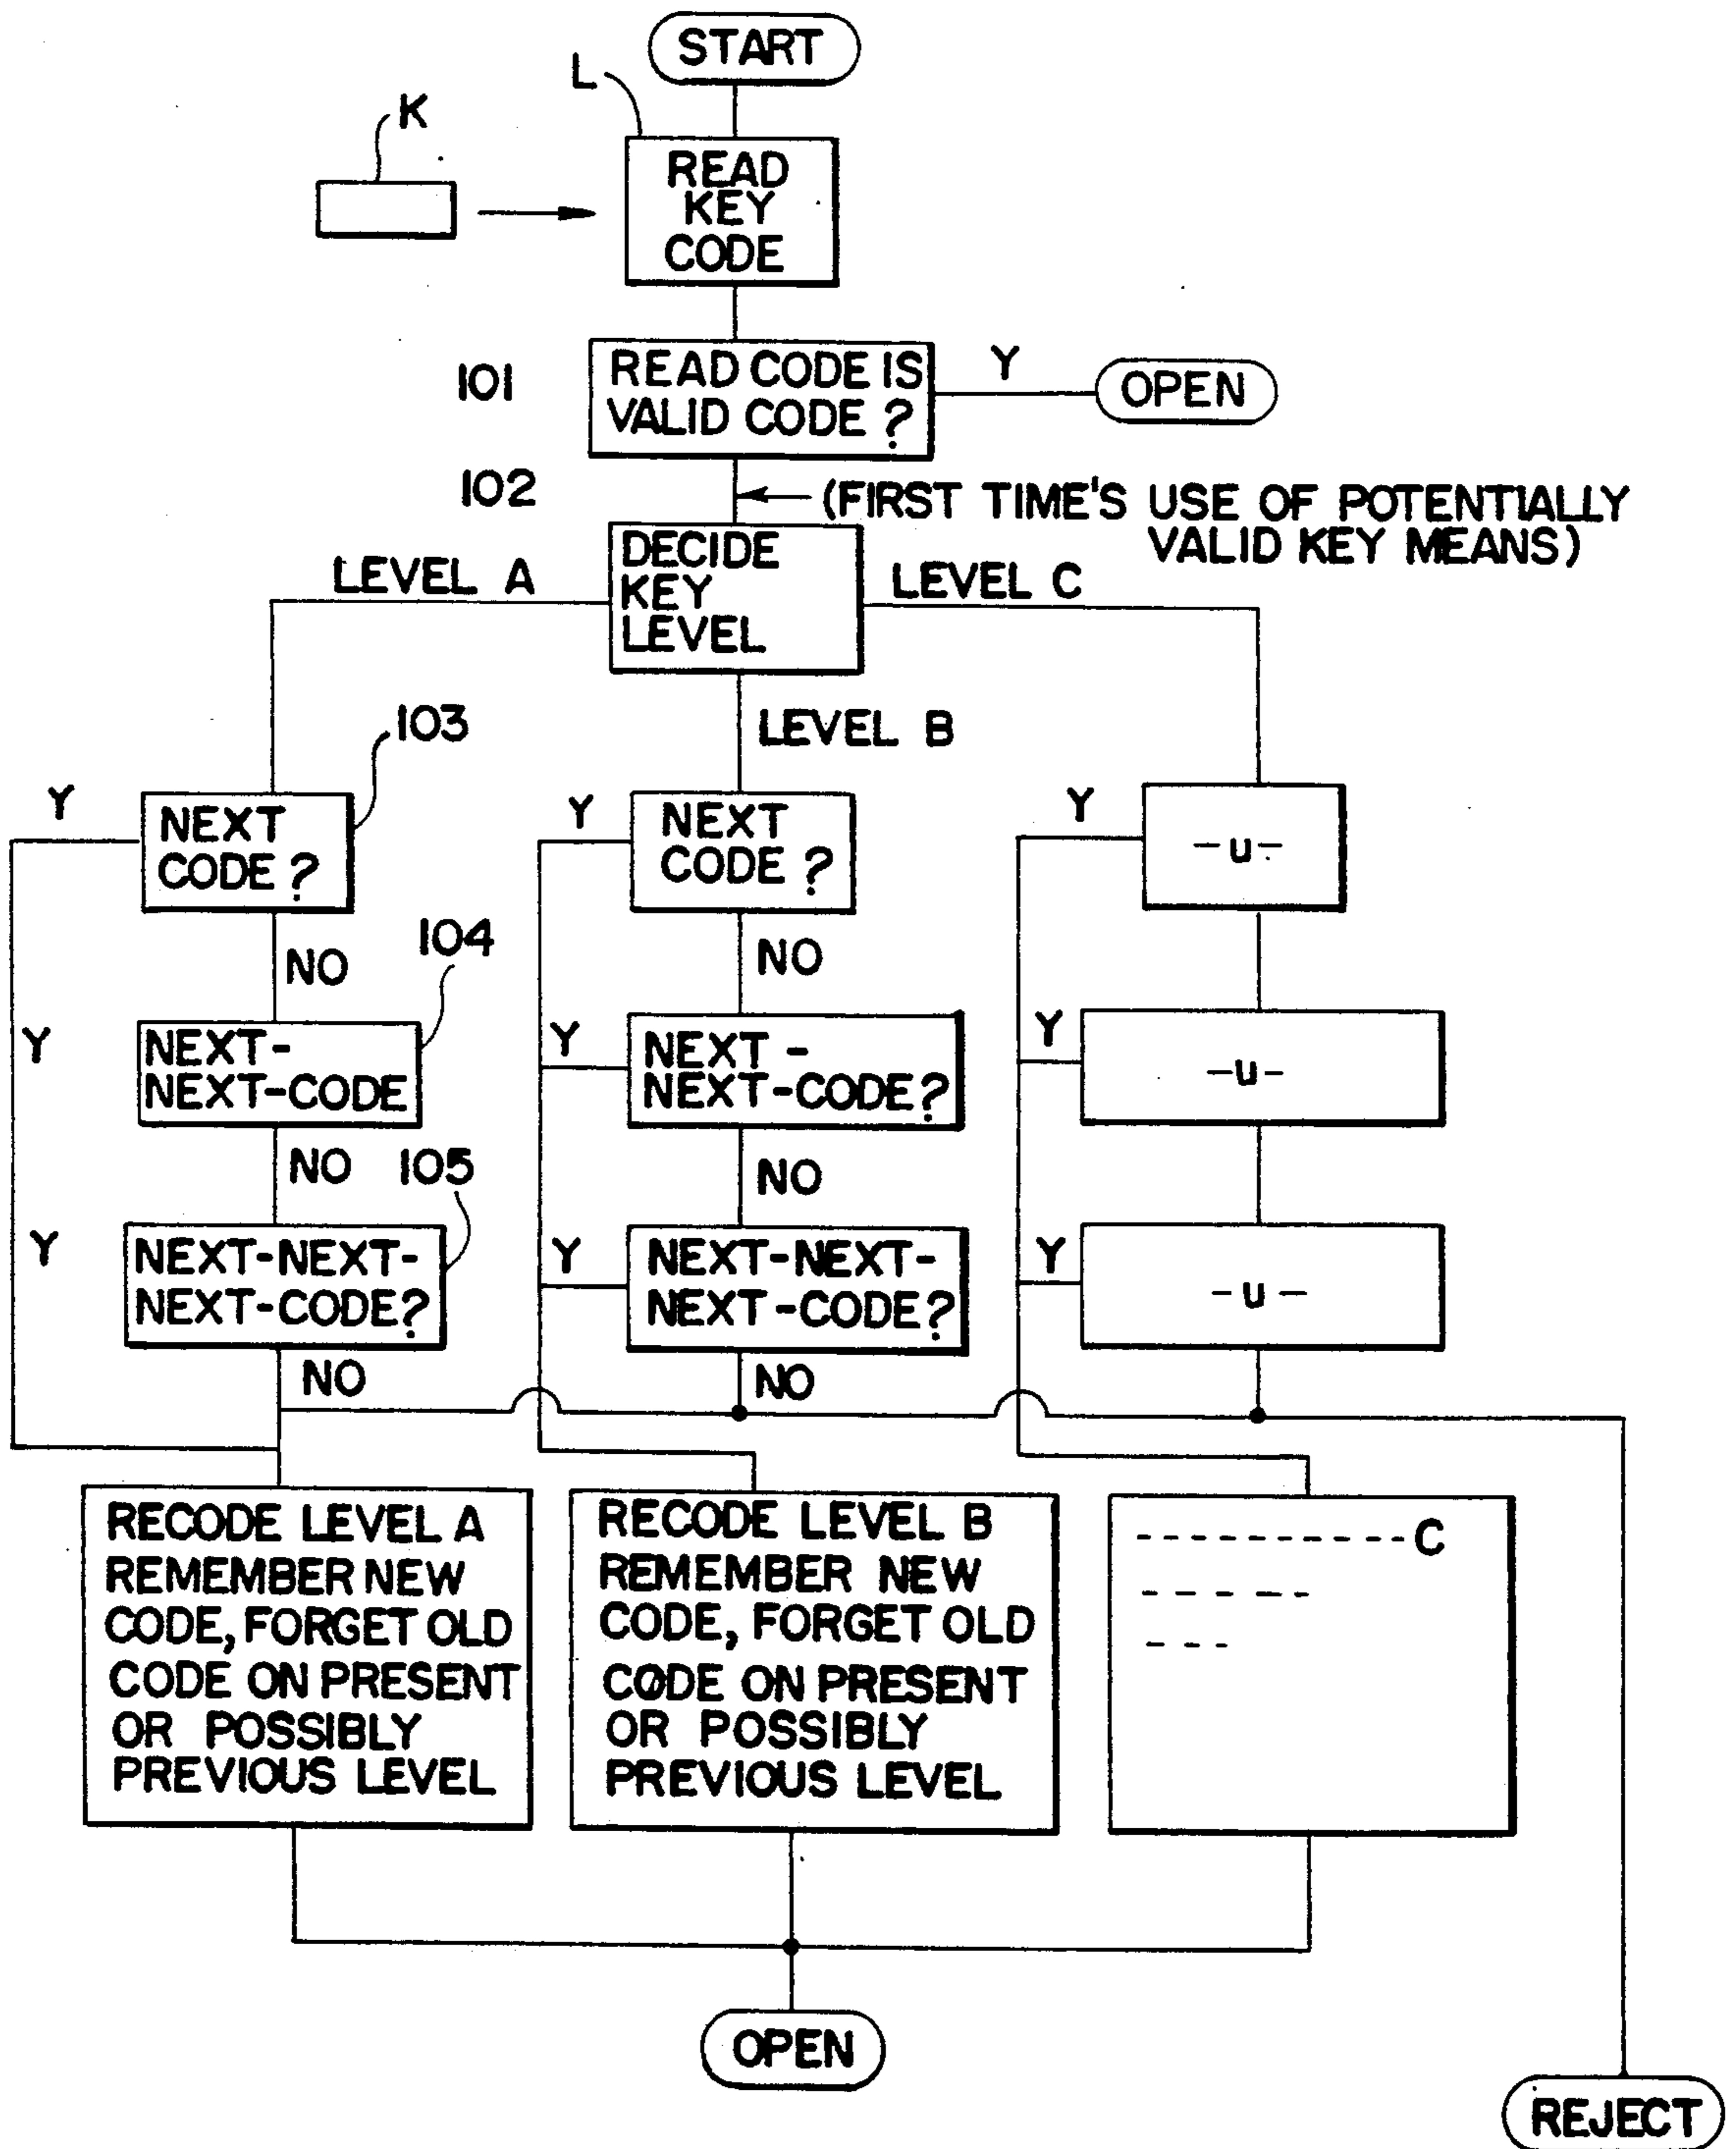 START
L
K
READ
KEY
CODE
101
READ CODE IS
VALID CODE ?
Y
OPEN
102
(FIRST TIME'S USE OF POTENTIALLY
VALID KEY MEANS)
DECIDE
KEY
LEVEL
LEVEL A
LEVEL C
LEVEL B
103
Y
NEXT
CODE ?
Y
NEXT
CODE ?
Y
-u-
NO
104
NO
Y
NEXT-
NEXT-CODE
Y
NEXT -
NEXT-CODE?
Y
-u-
NO
105
NO
Y
NEXT-NEXT-
NEXT-CODE?
Y
NEXT-NEXT-
NEXT-CODE?
Y
-u-
NO
NO
RECODE LEVEL A
REMEMBER NEW
CODE, FORGET OLD
CODE ON PRESENT
OR POSSIBLY
PREVIOUS LEVEL
RECODE LEVEL B
REMEMBER NEW
CODE, FORGET OLD
CODE ON PRESENT
OR POSSIBLY
PREVIOUS LEVEL
----------C
-----
---
OPEN
REJECT